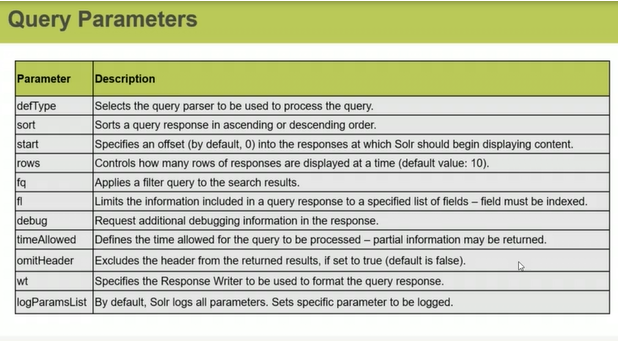 Query Parameters
Parameter Description
defType Selects the query parser to be used to process the query.
sort Sorts a query response in ascending or descending order.
start Specifies an offset (by default, 0) into the responses at which Solr should begin displaying content.
rows Controls how many rows of responses are displayed at a time (default value: 10).
fq Applies a filter query to the search results.
fl Limits the information included in a query response to a specified list of fields – field must be indexed.
debug Request additional debugging information in the response.
timeAllowed Defines the time allowed for the query to be processed – partial information may be returned.
omitHeader Excludes the header from the returned results, if set to true (default is false).
wt Specifies the Response Writer to be used to format the query response.
logParamsList By default, Solr logs all parameters. Sets specific parameter to be logged.